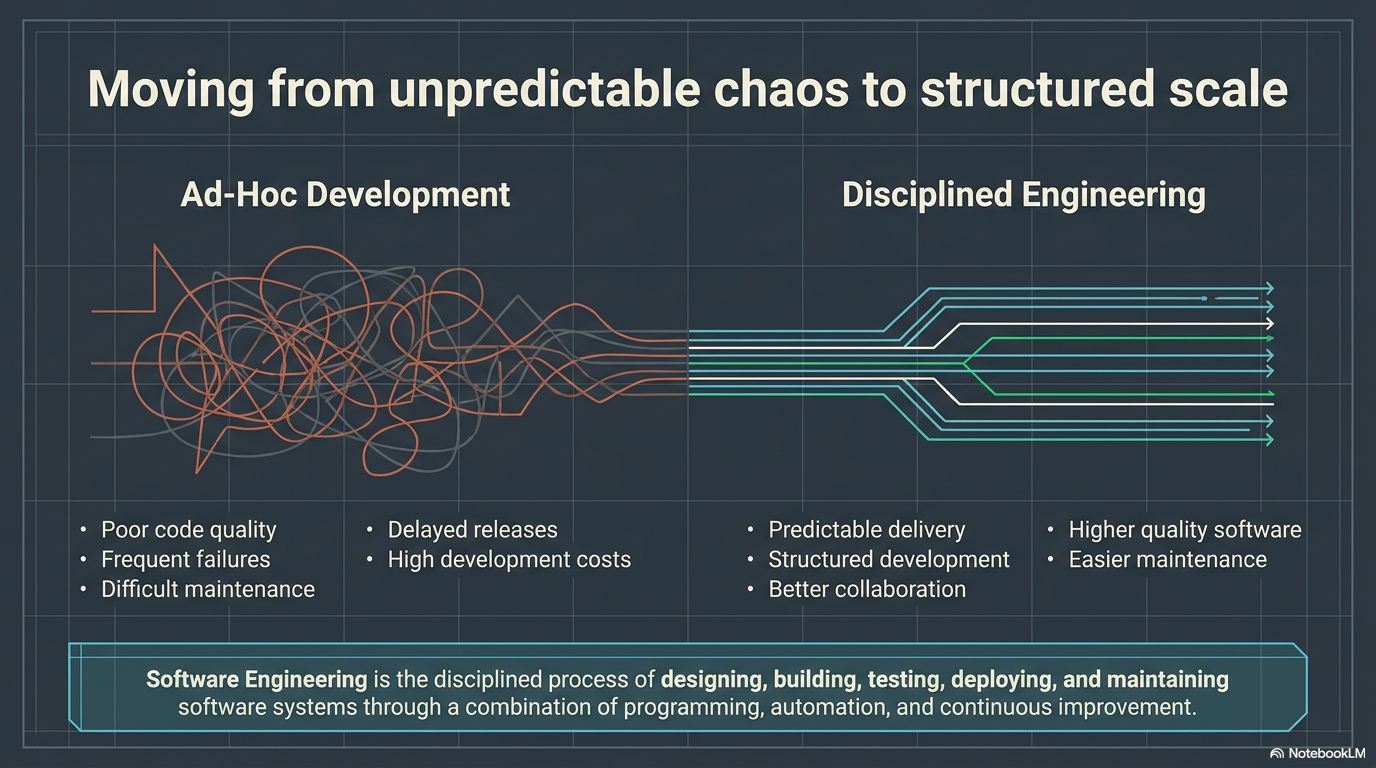 Moving from unpredictable chaos to structured scale
Ad-Hoc Development
Disciplined Engineering
• Poor code quality
• Frequent failures
• Difficult maintenance
• Delayed releases
• High development costs
• Predictable delivery
• Structured development
• Better collaboration
• Higher quality software
• Easier maintenance
Software Engineering is the disciplined process of designing, building, testing, deploying, and maintaining
software systems through a combination of programming, automation, and continuous improvement.
NotebookLM